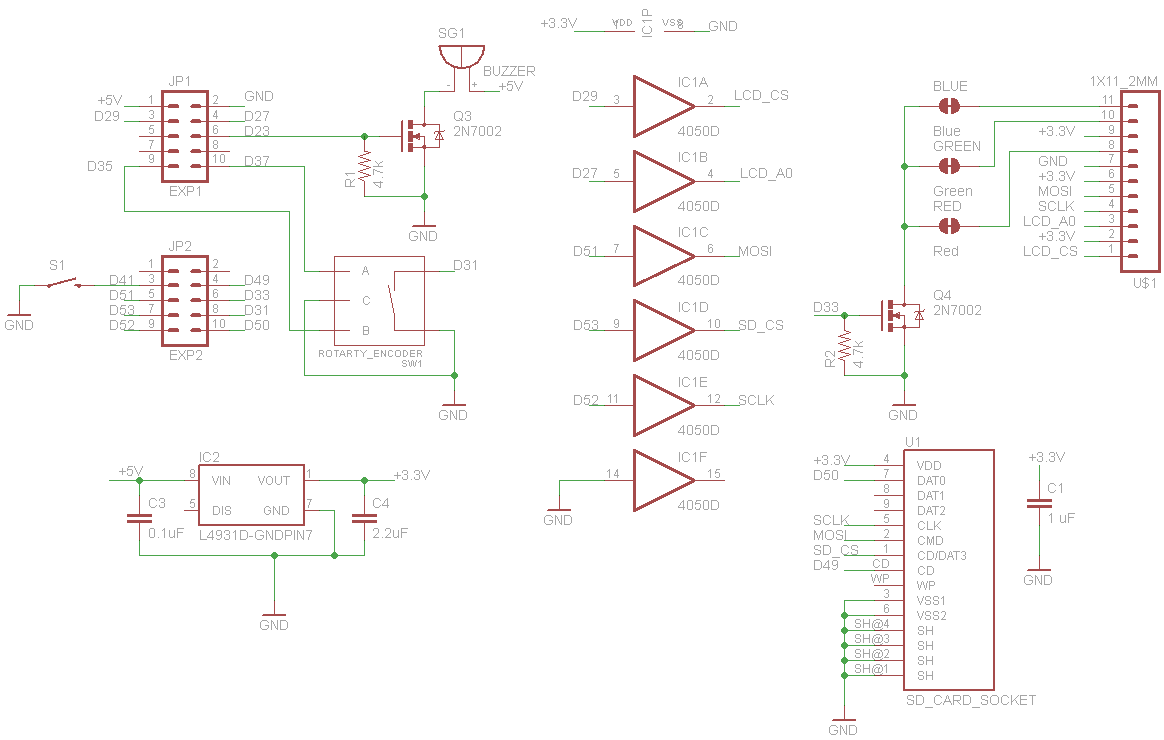 +3.3V VDD IC1P VSS GND
1 8
SG1
BUZZER
- + +5V
JP1
+5V 1 2 GND
D29 3 4 D27
5 6 D23
7 8
D35 9 10 D37
EXP1
Q3
2N7002
R1
4.7k
GND
JP2
1 2
D41 3 4 D49
D51 5 6 D33
D53 7 8 D31
D52 9 10 D50
EXP2
S1
GND
A D31
C
B
ROTARTY_ENCODER
SW1
GND
IC1A
D29 3 2 LCD_CS
4050D
IC1B
D27 5 4 LCD_A0
4050D
IC1C
D51 7 6 MOSI
4050D
IC1D
D53 9 10 SD_CS
4050D
IC1E
D52 11 12 SCLK
4050D
IC1F
14 15
4050D
GND
BLUE
Blue
GREEN
Green
RED
Red
1X11_2MM
11
10
+3.3V 9
8
GND 7
+3.3V 6
MOSI 5
SCLK 4
LCD_A0 3
+3.3V 2
LCD_CS 1
U$1
D33
Q4
2N7002
R2
4.7k
GND
IC2
+5V 8 VIN VOUT 1 +3.3V
5 DIS GND 7
L4931D-GNDPIN7
C3
0.1uF
C4
2.2uF
GND
U1
+3.3V 4 VDD
D50 7 DAT0
8 DAT1
9 DAT2
SCLK 5 CLK
MOSI 2 CMD
SD_CS 1 CD/DAT3
D49 CD CD
WP WP
3 VSS1
6 VSS2
SH@4 SH
SH@3 SH
SH@2 SH
SH@1 SH
SD_CARD_SOCKET
GND
+3.3V
C1
1 uF
GND